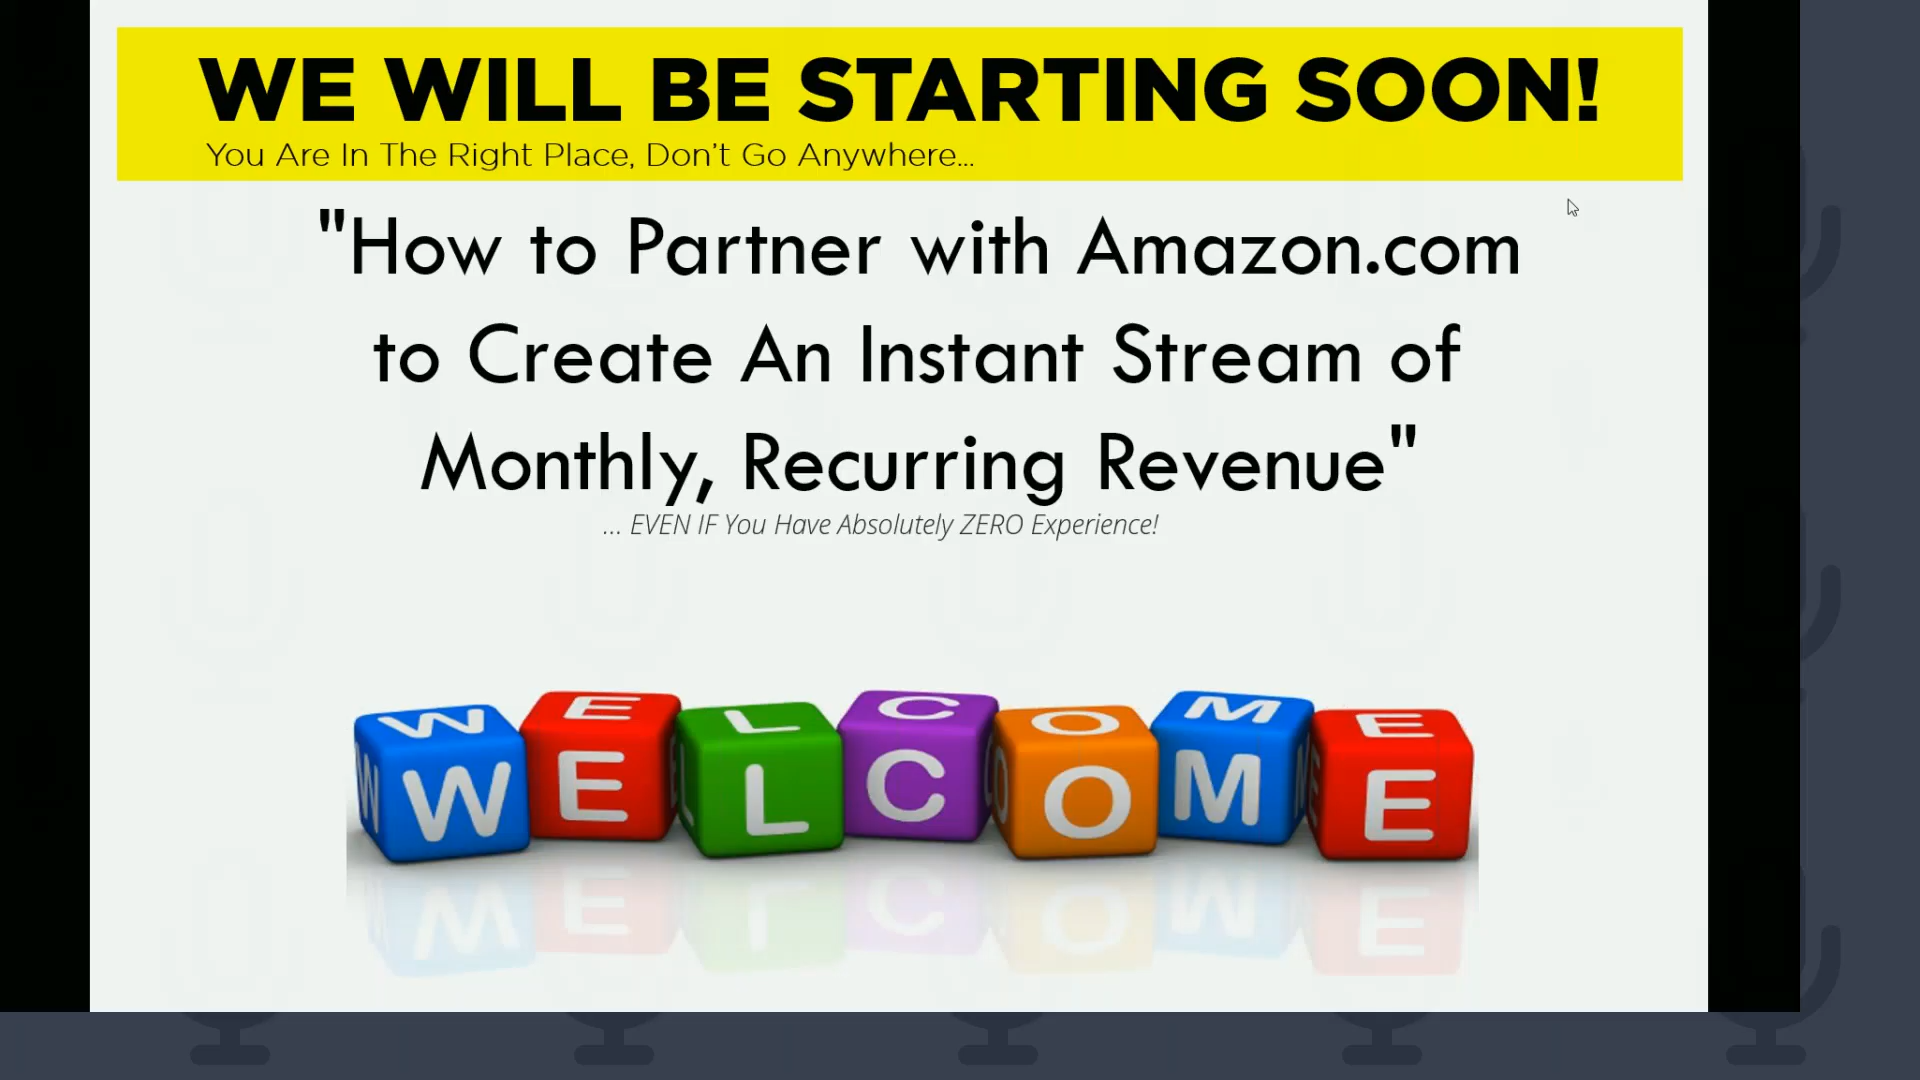 WE WILL BE STARTING SOON!
You Are In The Right Place, Don't Go Anywhere...
"How to Partner with Amazon.com
to Create An Instant Stream of
Monthly, Recurring Revenue"
... EVEN IF You Have Absolutely ZERO Experience!
WELCOME
WELCOME